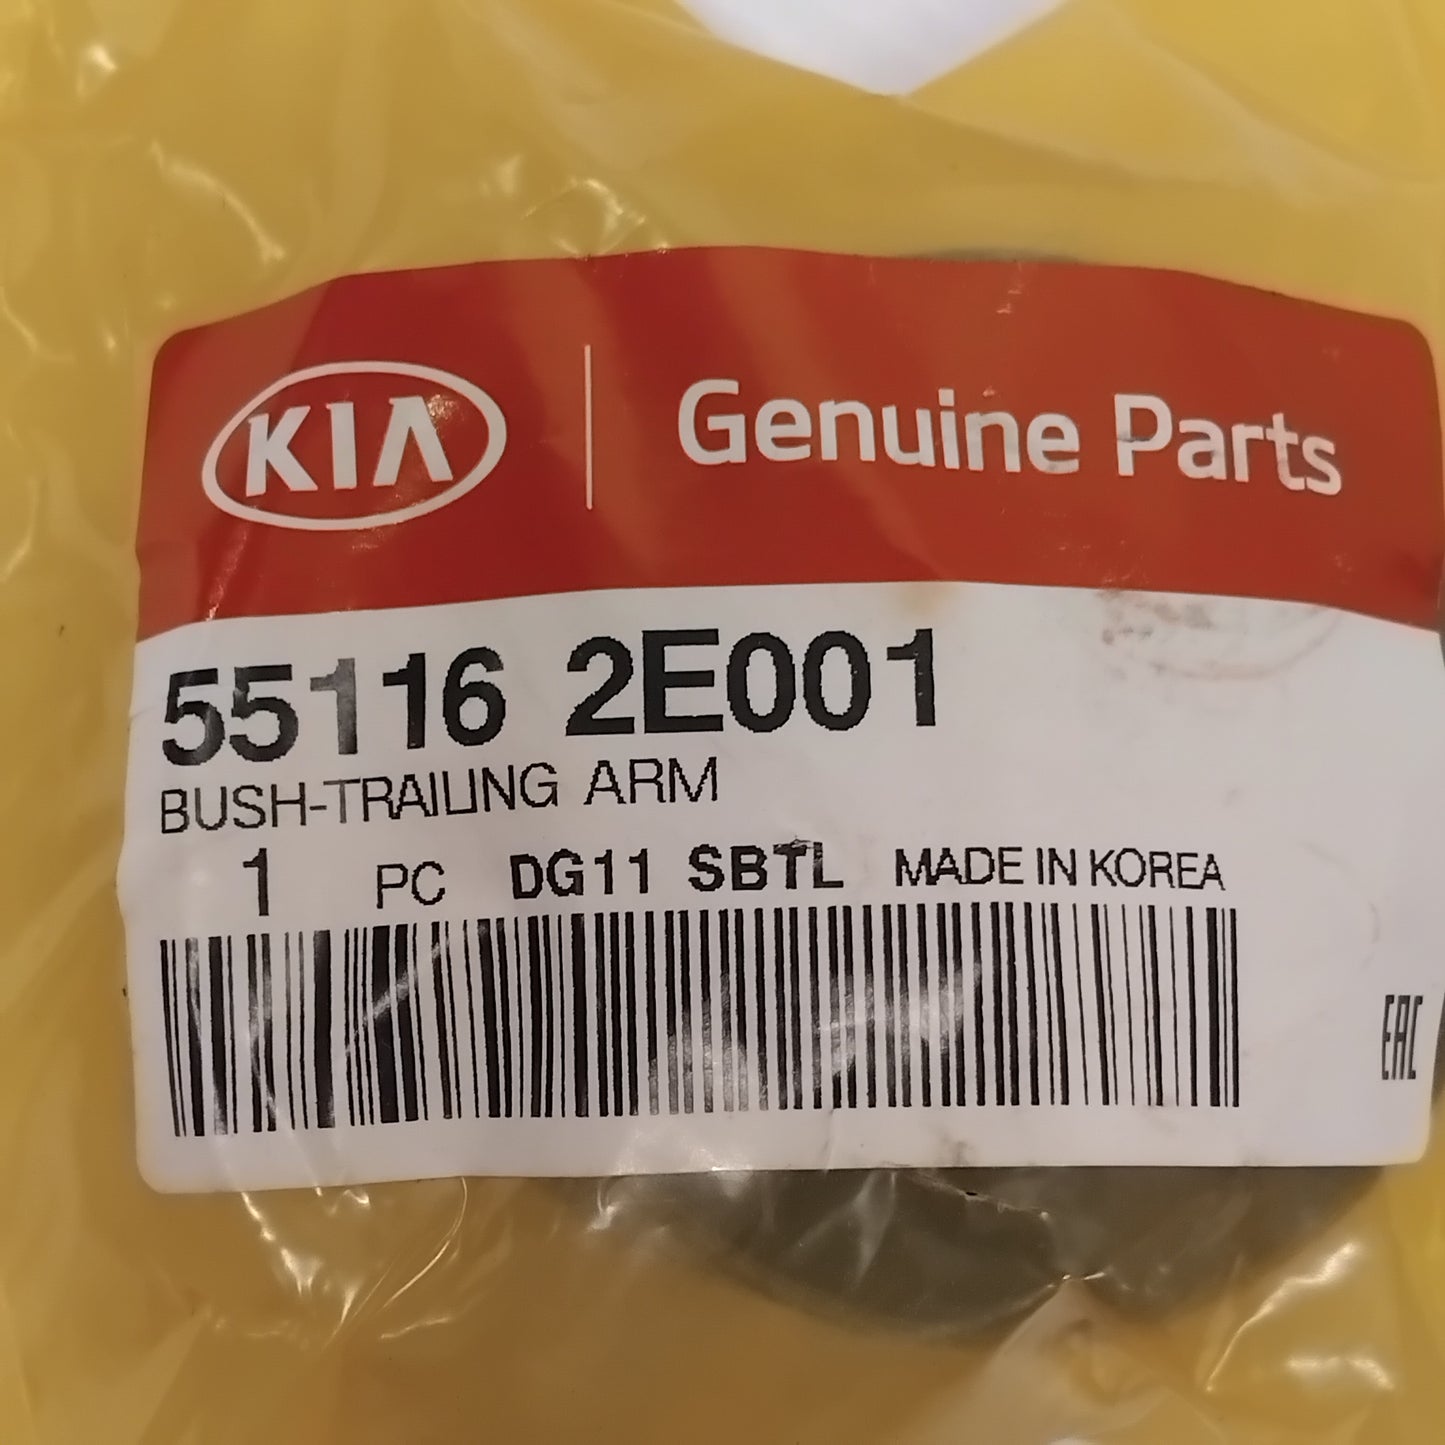 KIA
Genuine Parts
55116 2E001
BUSH-TRAILING ARM
1 PC DG11 SBTL MADE IN KOREA
EAC